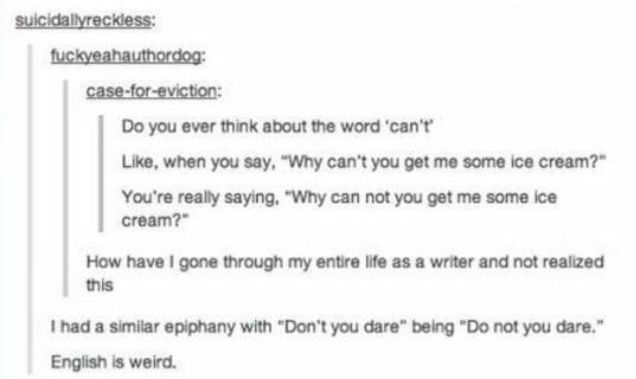 suicidallyreckless:
fuckyeahauthordog:
case-for-eviction:
Do you ever think about the word 'can't'
Like, when you say, "Why can't you get me some ice cream?"
You're really saying, "Why can not you get me some ice
cream?"
How have I gone through my entire life as a writer and not realized
this
I had a similar epiphany with "Don't you dare" being "Do not you dare."
English is weird.